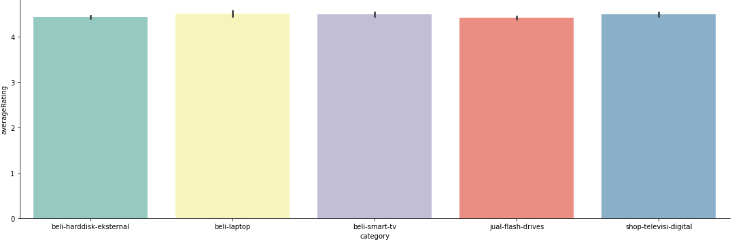 averageRating
4
3
2
1
0
beli-harddisk-eksternal beli-laptop beli-smart-tv jual-flash-drives shop-televisi-digital
category